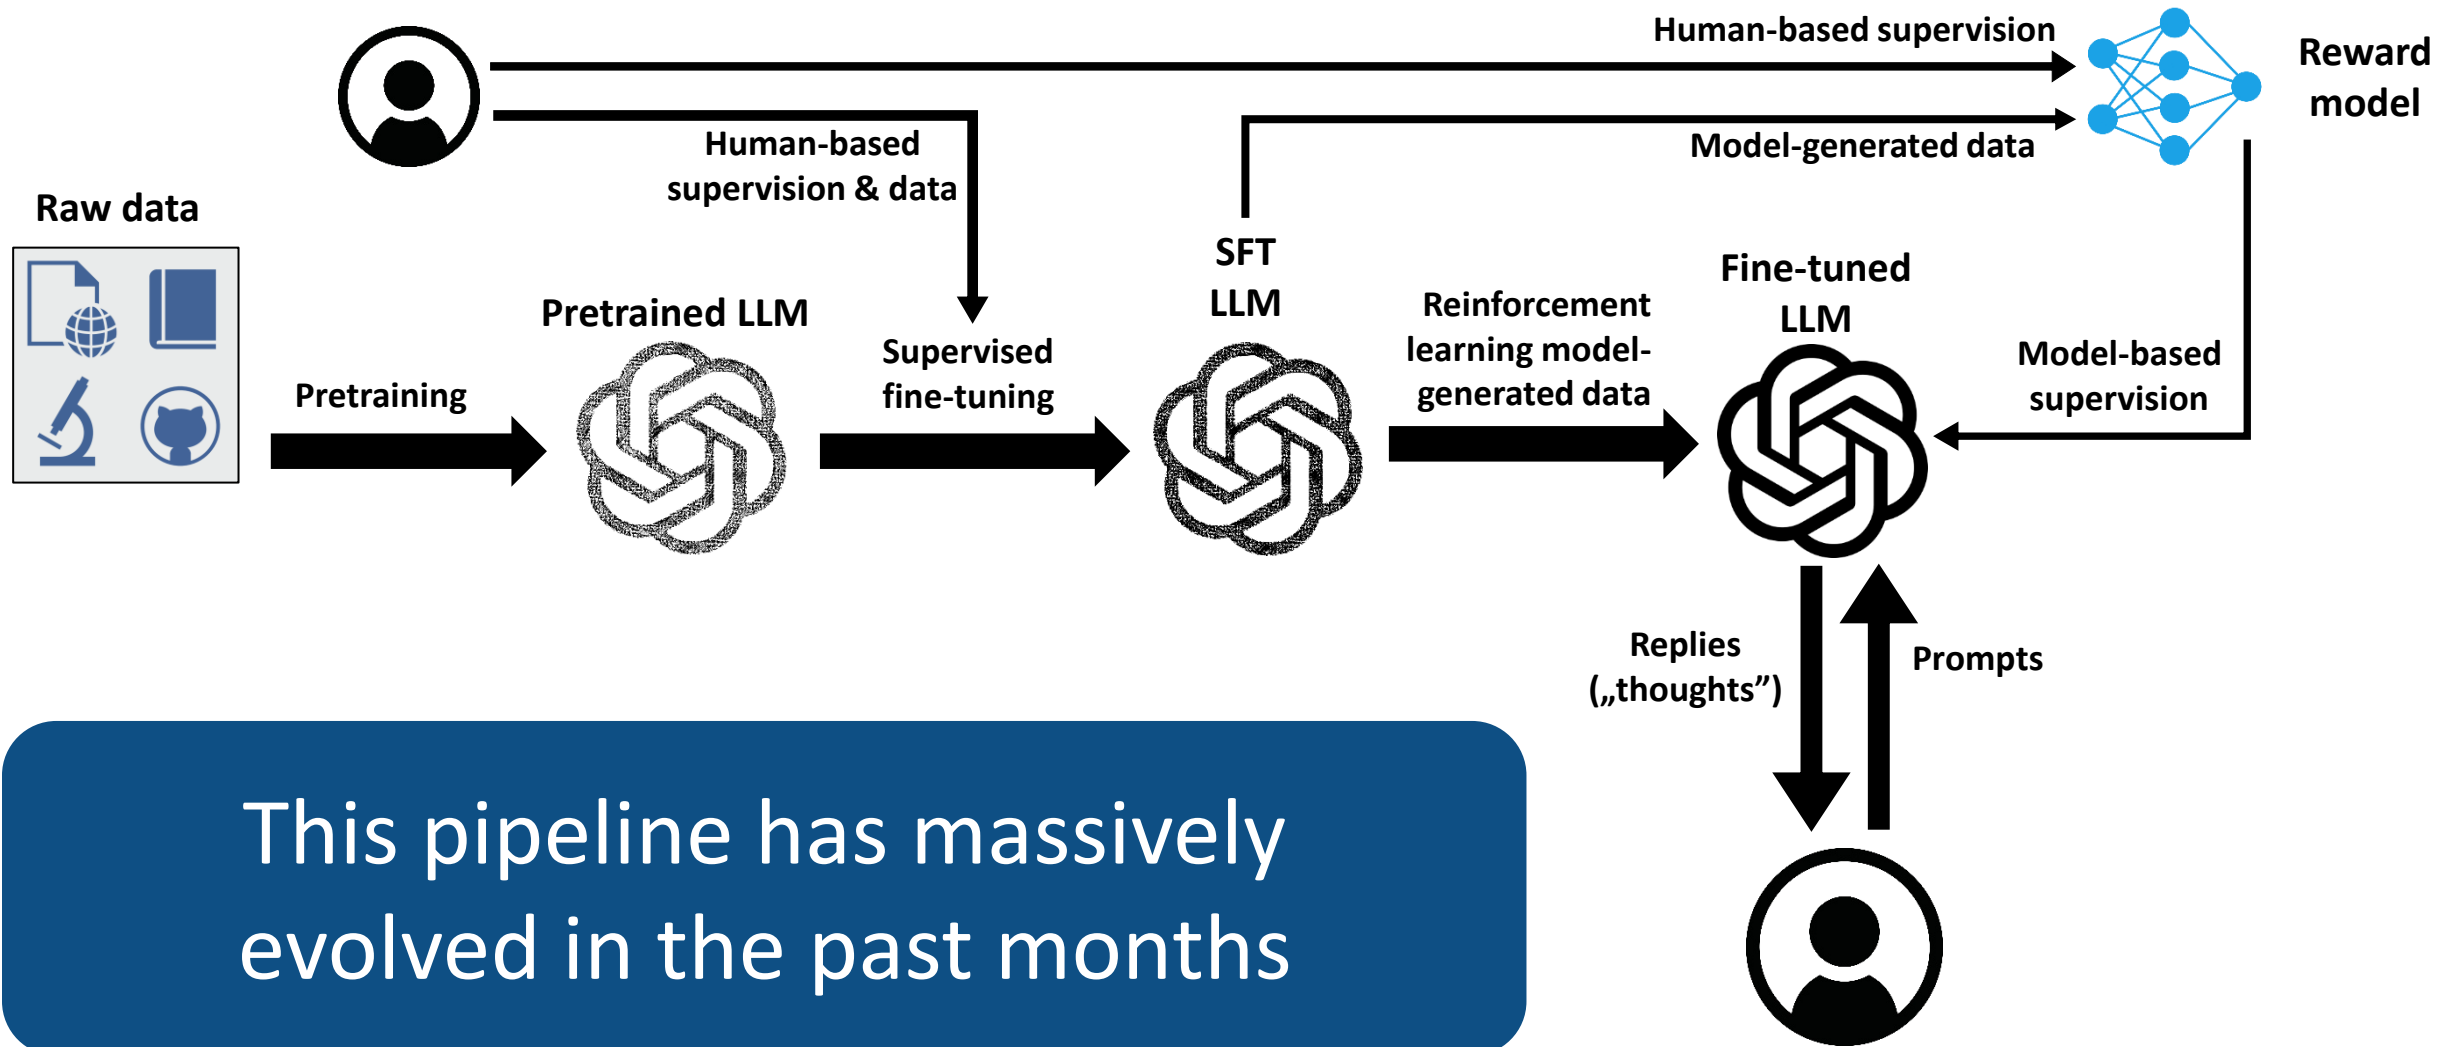 Human-based supervision
Reward
model
Model-generated data
Human-based
supervision & data
Raw data
Pretrained LLM
Pretraining
Supervised
fine-tuning
SFT
LLM
Reinforcement
learning model-
generated data
Fine-tuned
LLM
Model-based
supervision
Replies
(„thoughts”)
Prompts
This pipeline has massively
evolved in the past months